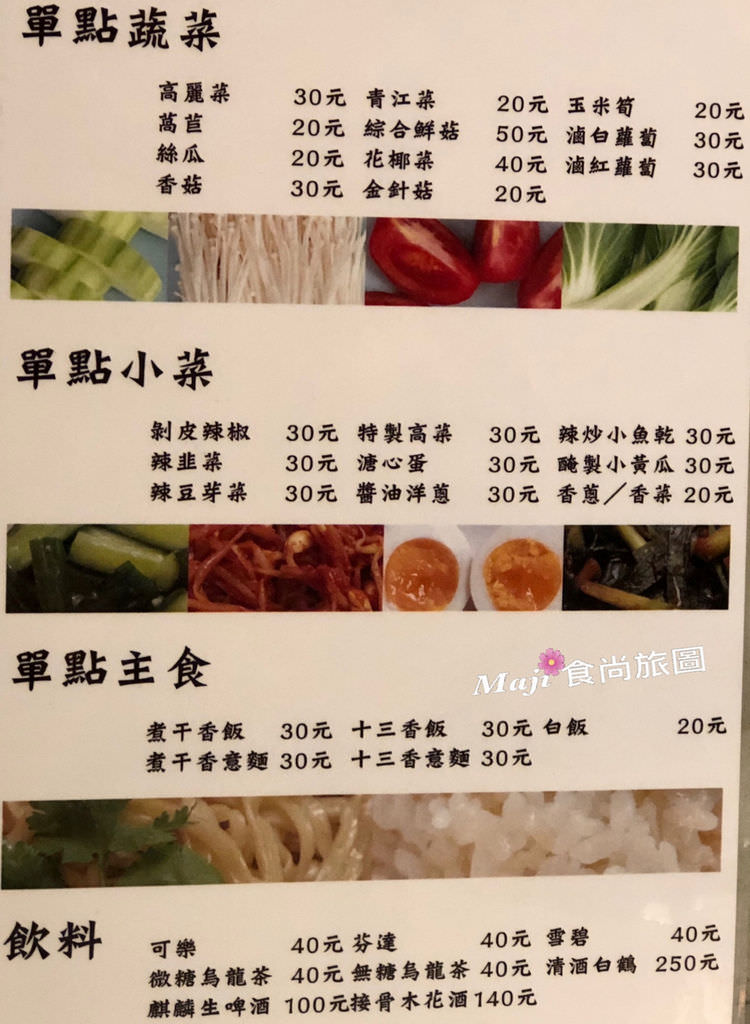 單點蔬菜
高麗菜 30元 青江菜 20元 玉米筍 20元
萵苣 20元 綜合鮮菇 50元 滷白蘿蔔 30元
絲瓜 20元 花椰菜 40元 滷紅蘿蔔 30元
香菇 30元 金針菇 20元
單點小菜
剝皮辣椒 30元 特製高菜 30元 辣炒小魚乾 30元
辣韭菜 30元 溏心蛋 30元 醃製小黃瓜 30元
辣豆芽菜 30元 醬油洋蔥 30元 香蔥／香菜 20元
單點主食
Maji 食尚旅圖
煮干香飯 30元 十三香飯 30元 白飯 20元
煮干香意麵 30元 十三香意麵 30元
飲料
可樂 40元 芬達 40元 雪碧 40元
微糖烏龍茶 40元 無糖烏龍茶 40元 清酒白鶴 250元
麒麟生啤酒 100元 接骨木花酒 140元